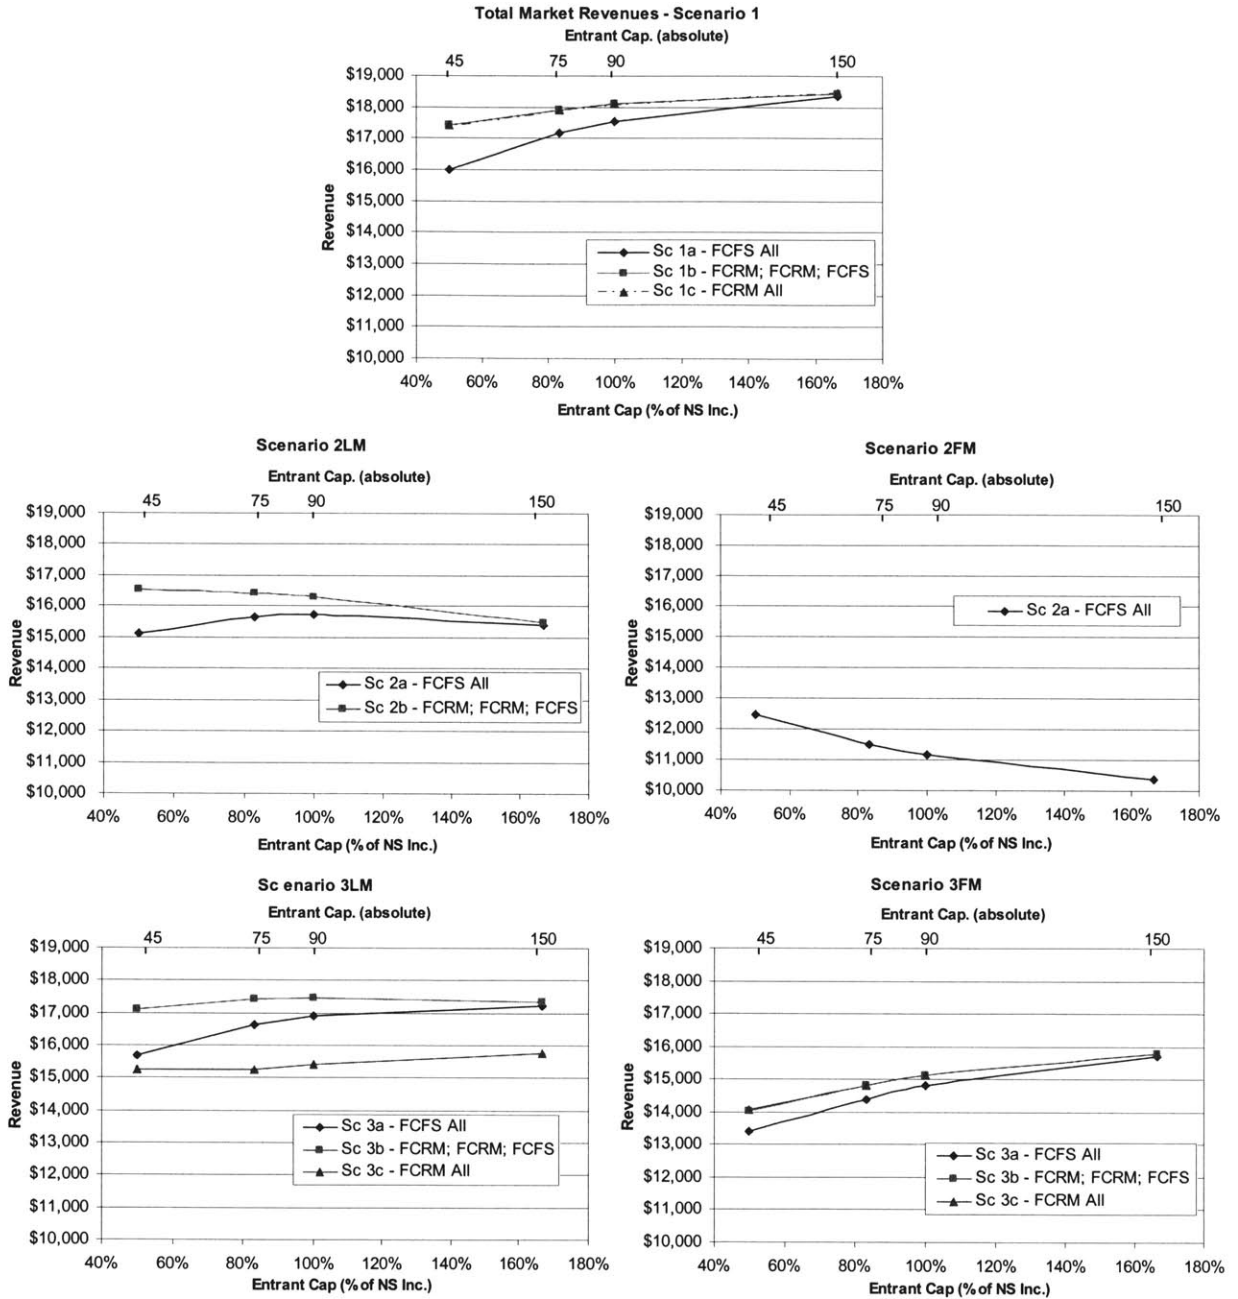 Total Market Revenues - Scenario 1
Entrant Cap. (absolute)
45 75 90 150
$19,000
$18,000
$17,000
$16,000
$15,000
$14,000
$13,000
$12,000
$11,000
$10,000
Revenue
Sc 1a - FCFS All
Sc 1b - FCRM; FCRM; FCFS
Sc 1c - FCRM All
40% 60% 80% 100% 120% 140% 160% 180%
Entrant Cap (% of NS Inc.)
Scenario 2LM
Entrant Cap. (absolute)
45 75 90 150
$19,000
$18,000
$17,000
$16,000
$15,000
$14,000
$13,000
$12,000
$11,000
$10,000
Revenue
Sc 2a - FCFS All
Sc 2b - FCRM; FCRM; FCFS
40% 60% 80% 100% 120% 140% 160% 180%
Entrant Cap (% of NS Inc.)
Scenario 2FM
Entrant Cap. (absolute)
45 75 90 150
$19,000
$18,000
$17,000
$16,000
$15,000
$14,000
$13,000
$12,000
$11,000
$10,000
Revenue
Sc 2a - FCFS All
40% 60% 80% 100% 120% 140% 160% 180%
Entrant Cap (% of NS Inc.)
Sc enario 3LM
Entrant Cap. (absolute)
45 75 90 150
$19,000
$18,000
$17,000
$16,000
$15,000
$14,000
$13,000
$12,000
$11,000
$10,000
Revenue
Sc 3a - FCFS All
Sc 3b - FCRM; FCRM; FCFS
Sc 3c - FCRM All
40% 60% 80% 100% 120% 140% 160% 180%
Entrant Cap (% of NS Inc.)
Scenario 3FM
Entrant Cap. (absolute)
45 75 90 150
$19,000
$18,000
$17,000
$16,000
$15,000
$14,000
$13,000
$12,000
$11,000
$10,000
Revenue
Sc 3a - FCFS All
Sc 3b - FCRM; FCRM; FCFS
Sc 3c - FCRM All
40% 60% 80% 100% 120% 140% 160% 180%
Entrant Cap (% of NS Inc.)